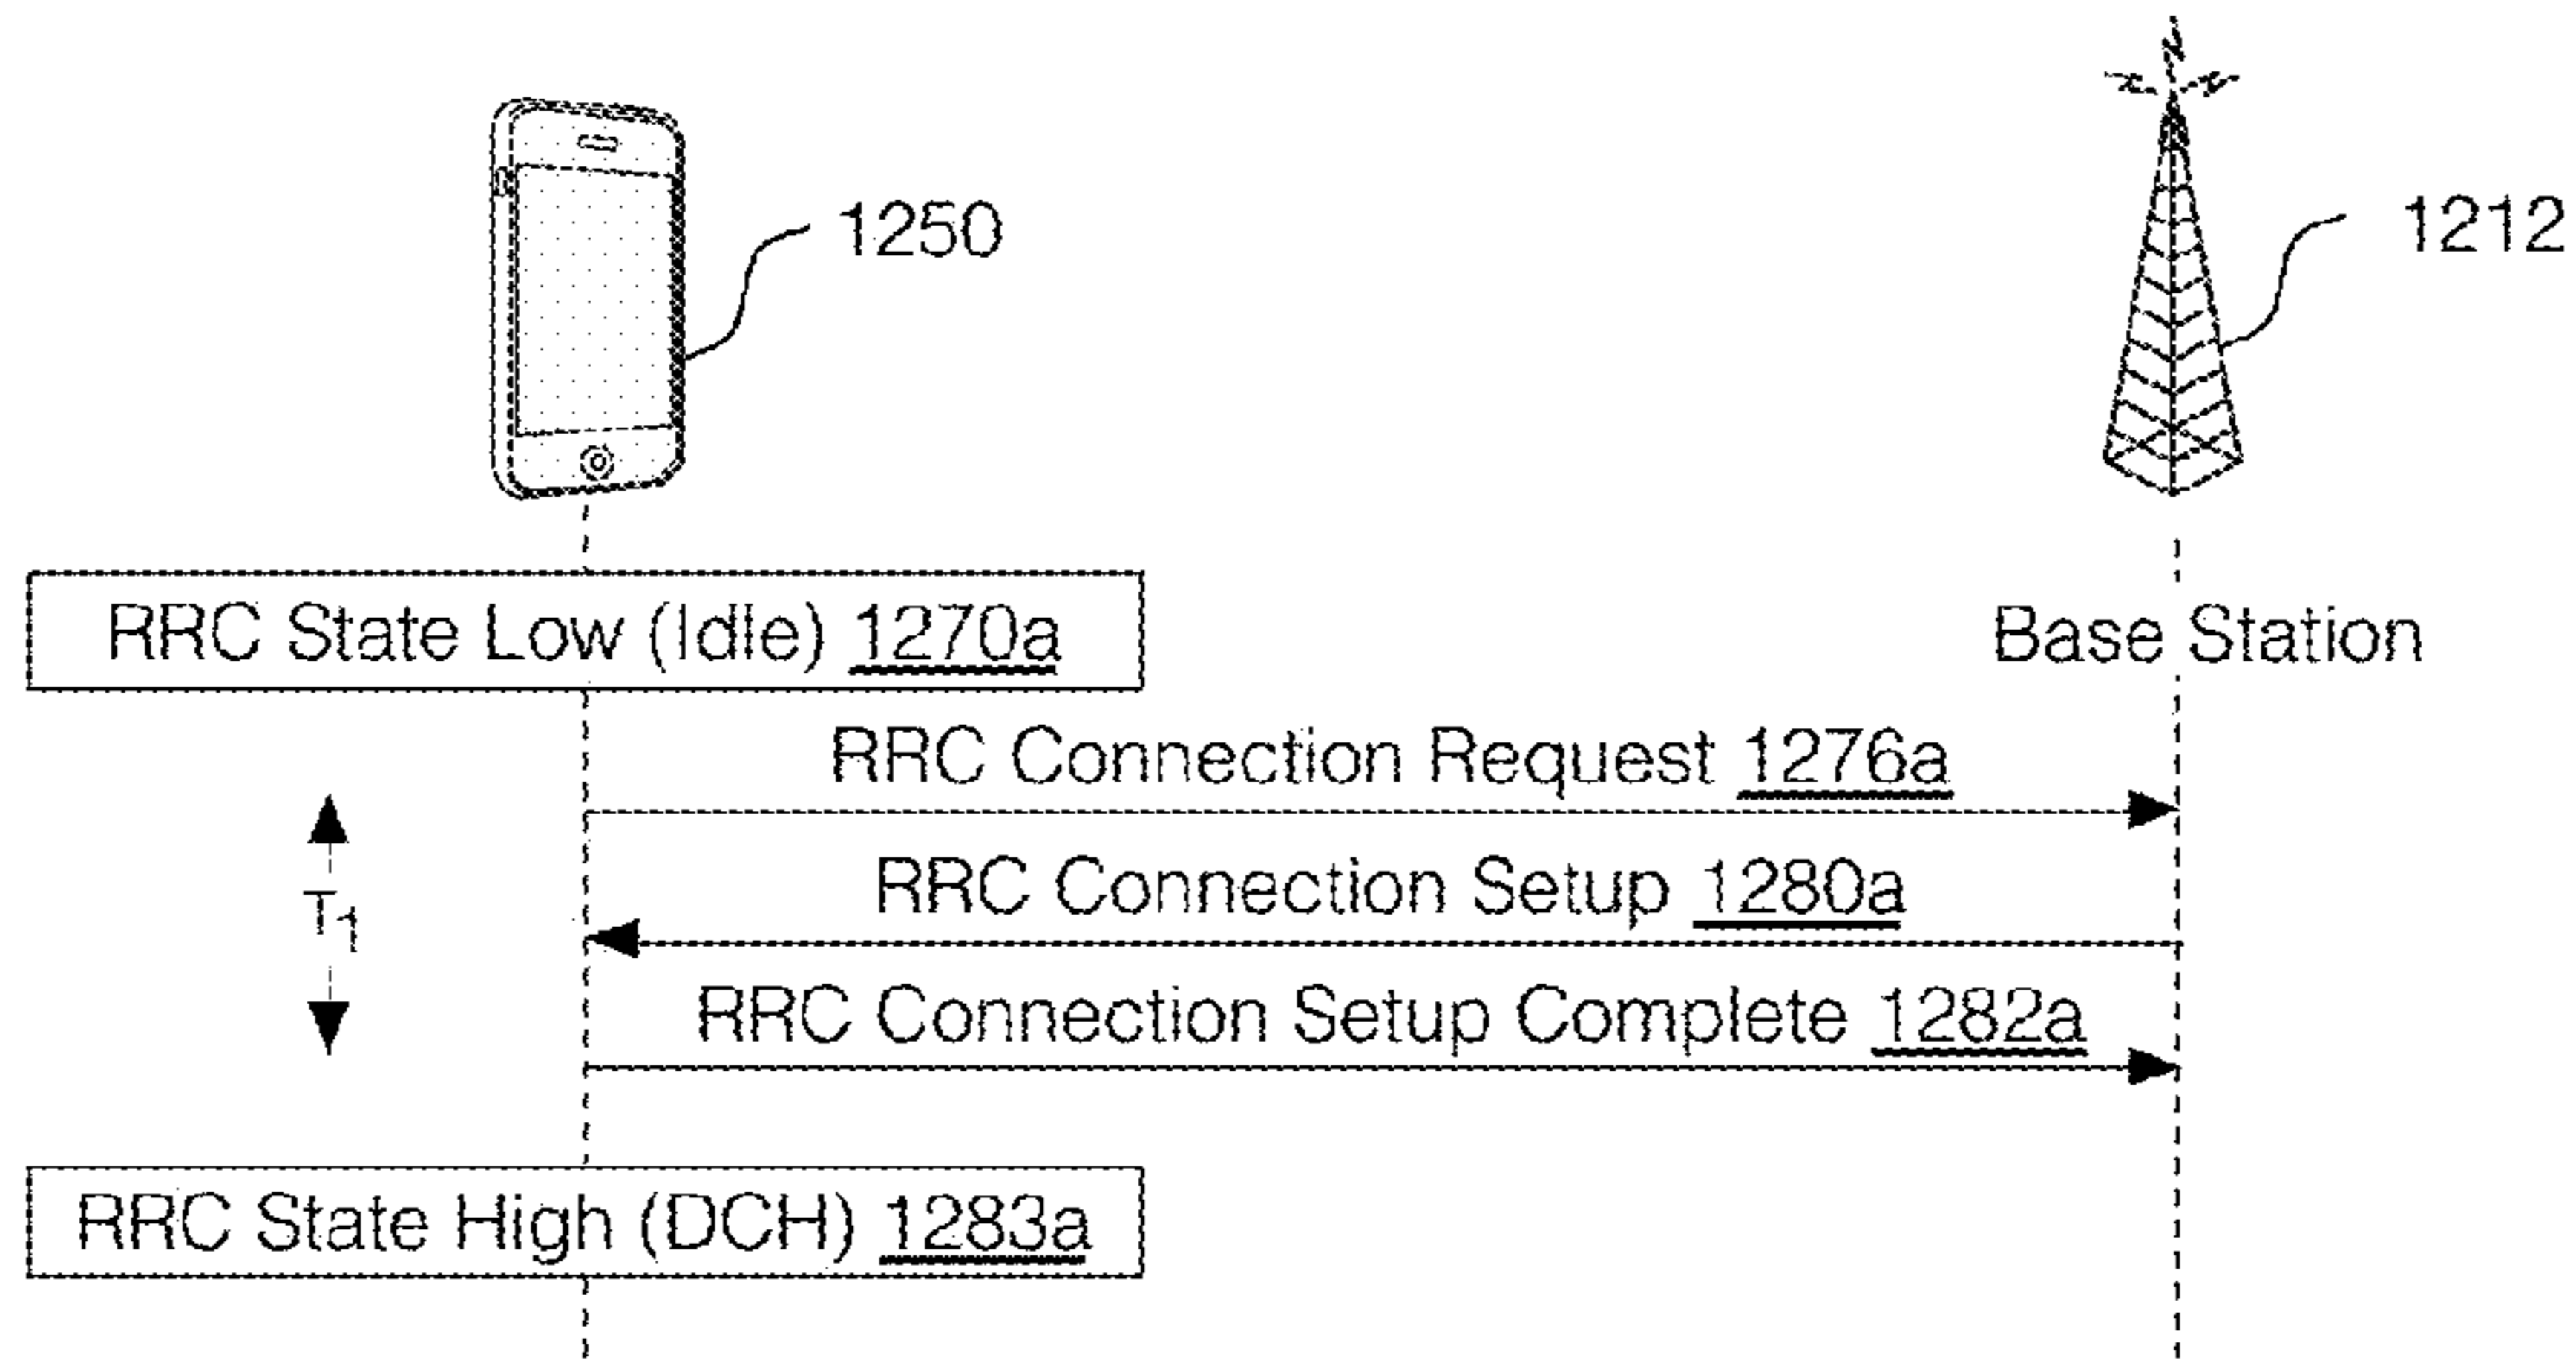 1250
1212
RRC State Low (Idle) 1270a
Base Station
RRC Connection Request 1276a
RRC Connection Setup 1280a
T1
RRC Connection Setup Complete 1282a
RRC State High (DCH) 1283a